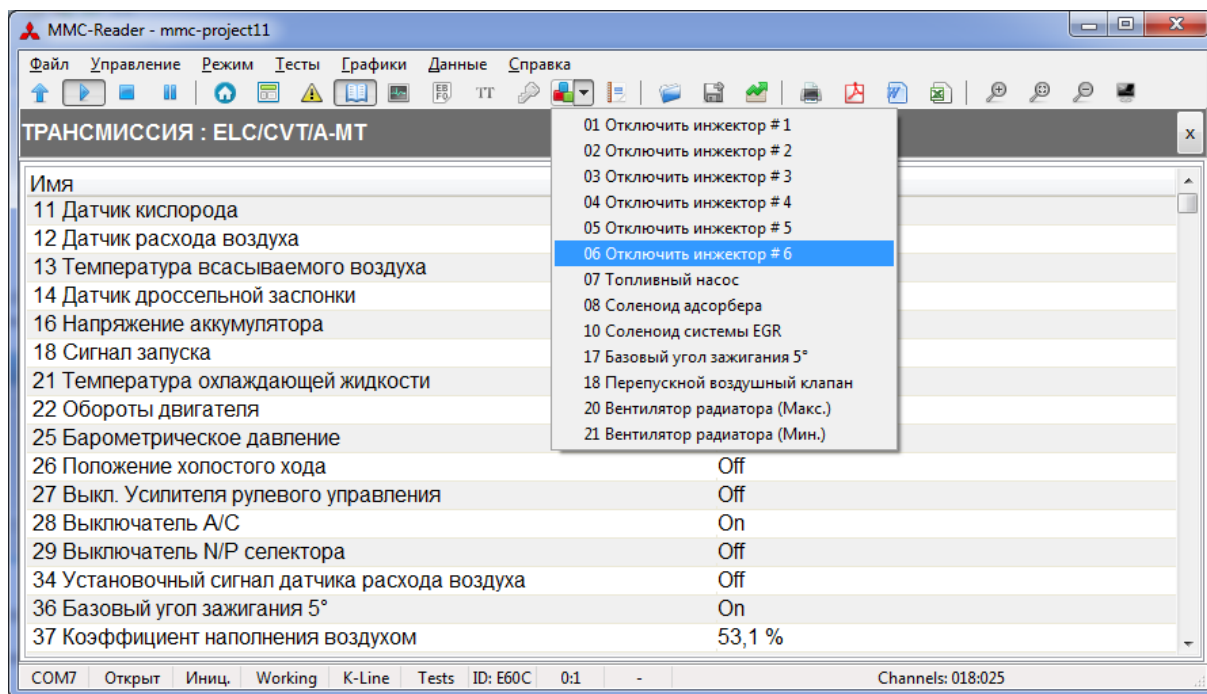 MMC-Reader - mmc-project11
Файл Управление Режим Тесты Графики Данные Справка
ТРАНСМИССИЯ : ELC/CVT/A-MT
x
Имя
11 Датчик кислорода
12 Датчик расхода воздуха
13 Температура всасываемого воздуха
14 Датчик дроссельной заслонки
16 Напряжение аккумулятора
18 Сигнал запуска
21 Температура охлаждающей жидкости
22 Обороты двигателя
25 Барометрическое давление
26 Положение холостого хода Off
27 Выкл. Усилителя рулевого управления Off
28 Выключатель A/C On
29 Выключатель N/P селектора Off
34 Установочный сигнал датчика расхода воздуха Off
36 Базовый угол зажигания 5° On
37 Коэффициент наполнения воздухом 53,1 %
01 Отключить инжектор # 1
02 Отключить инжектор # 2
03 Отключить инжектор # 3
04 Отключить инжектор # 4
05 Отключить инжектор # 5
06 Отключить инжектор # 6
07 Топливный насос
08 Соленоид адсорбера
10 Соленоид системы EGR
17 Базовый угол зажигания 5°
18 Перепускной воздушный клапан
20 Вентилятор радиатора (Макс.)
21 Вентилятор радиатора (Мин.)
COM7 Открыт Иниц. Working K-Line Tests ID: E60C 0:1 - Channels: 018:025